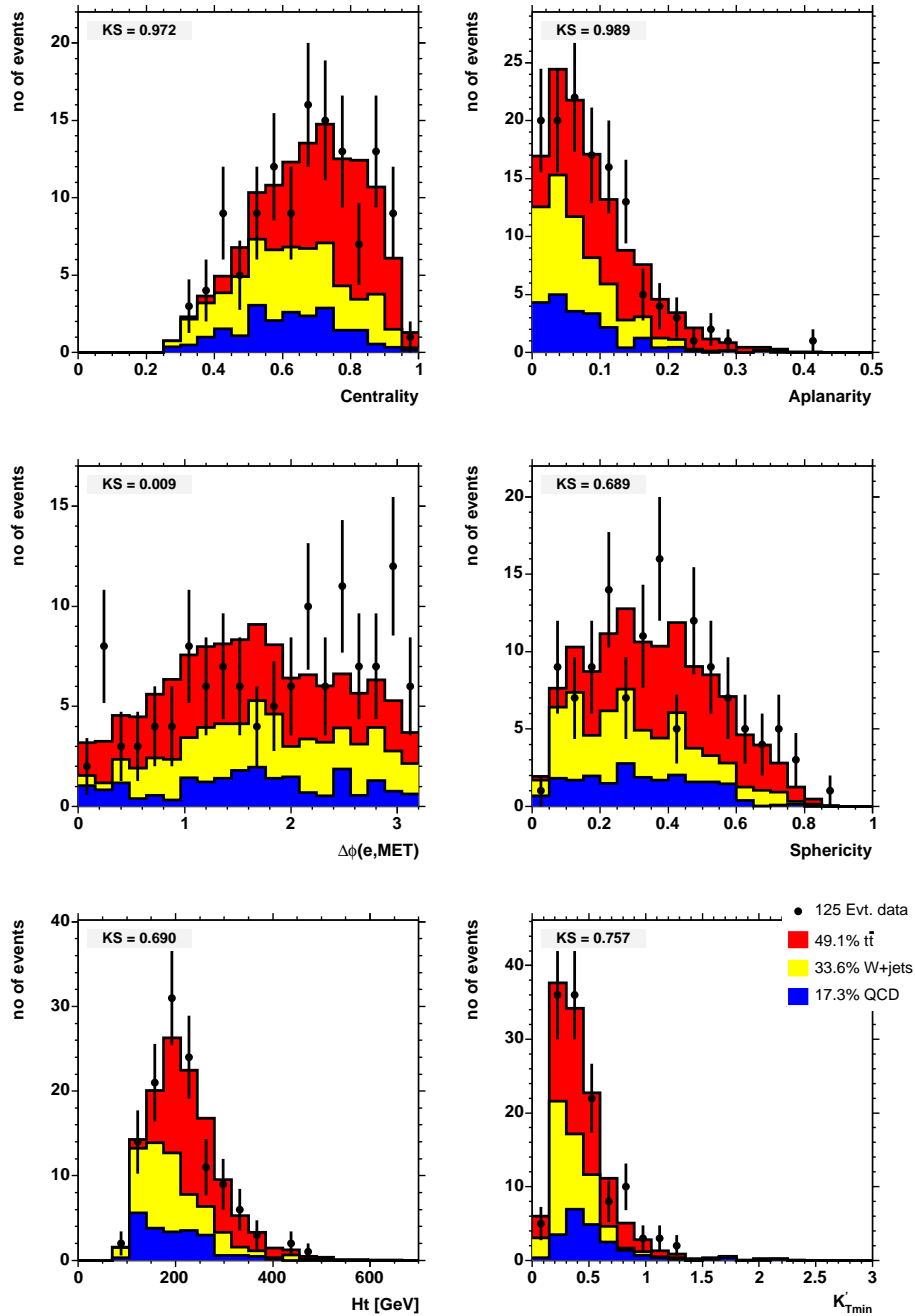 KS = 0.972
no of events
20
15
10
5
0
0 0.2 0.4 0.6 0.8 1
Centrality
KS = 0.989
no of events
25
20
15
10
5
0
0 0.1 0.2 0.3 0.4 0.5
Aplanarity
KS = 0.009
no of events
15
10
5
0
0 1 2 3
Δϕ(e,MET)
KS = 0.689
no of events
20
15
10
5
0
0 0.2 0.4 0.6 0.8 1
Sphericity
KS = 0.690
no of events
40
30
20
10
0
0 200 400 600
Ht [GeV]
KS = 0.757
no of events
40
30
20
10
0
0 0.5 1 1.5 2 2.5 3
K'Tmin
125 Evt. data
49.1% tt̄
33.6% W+jets
17.3% QCD